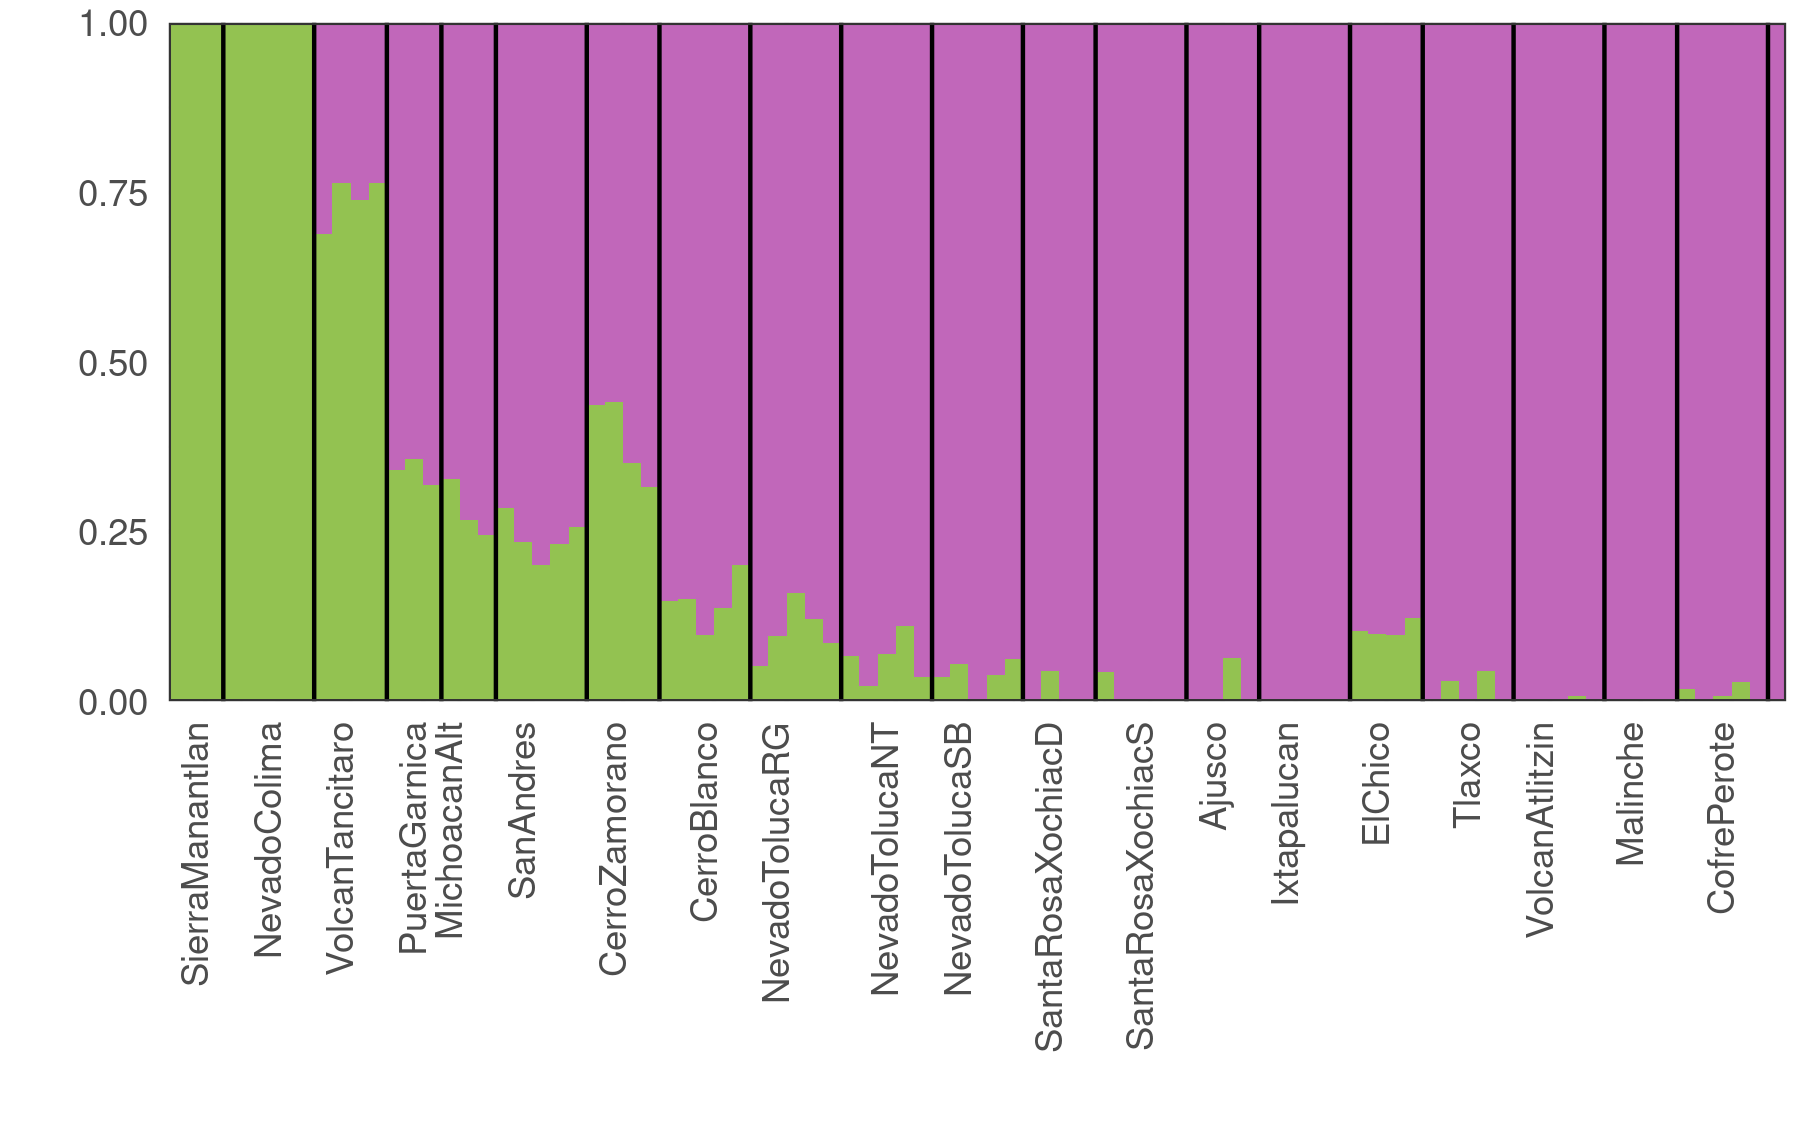 1.00
0.75
0.50
0.25
0.00
SierraManantlan
NevadoColima
VolcanTancitaro
PuertaGarnica
MichoacanAlt
SanAndres
CerroZamorano
CerroBlanco
NevadoTolucaRG
NevadoTolucaNT
NevadoTolucaSB
SantaRosaXochiacD
SantaRosaXochiacS
Ajusco
Ixtapalucan
ElChico
Tlaxco
VolcanAtlitzin
Malinche
CofrePerote